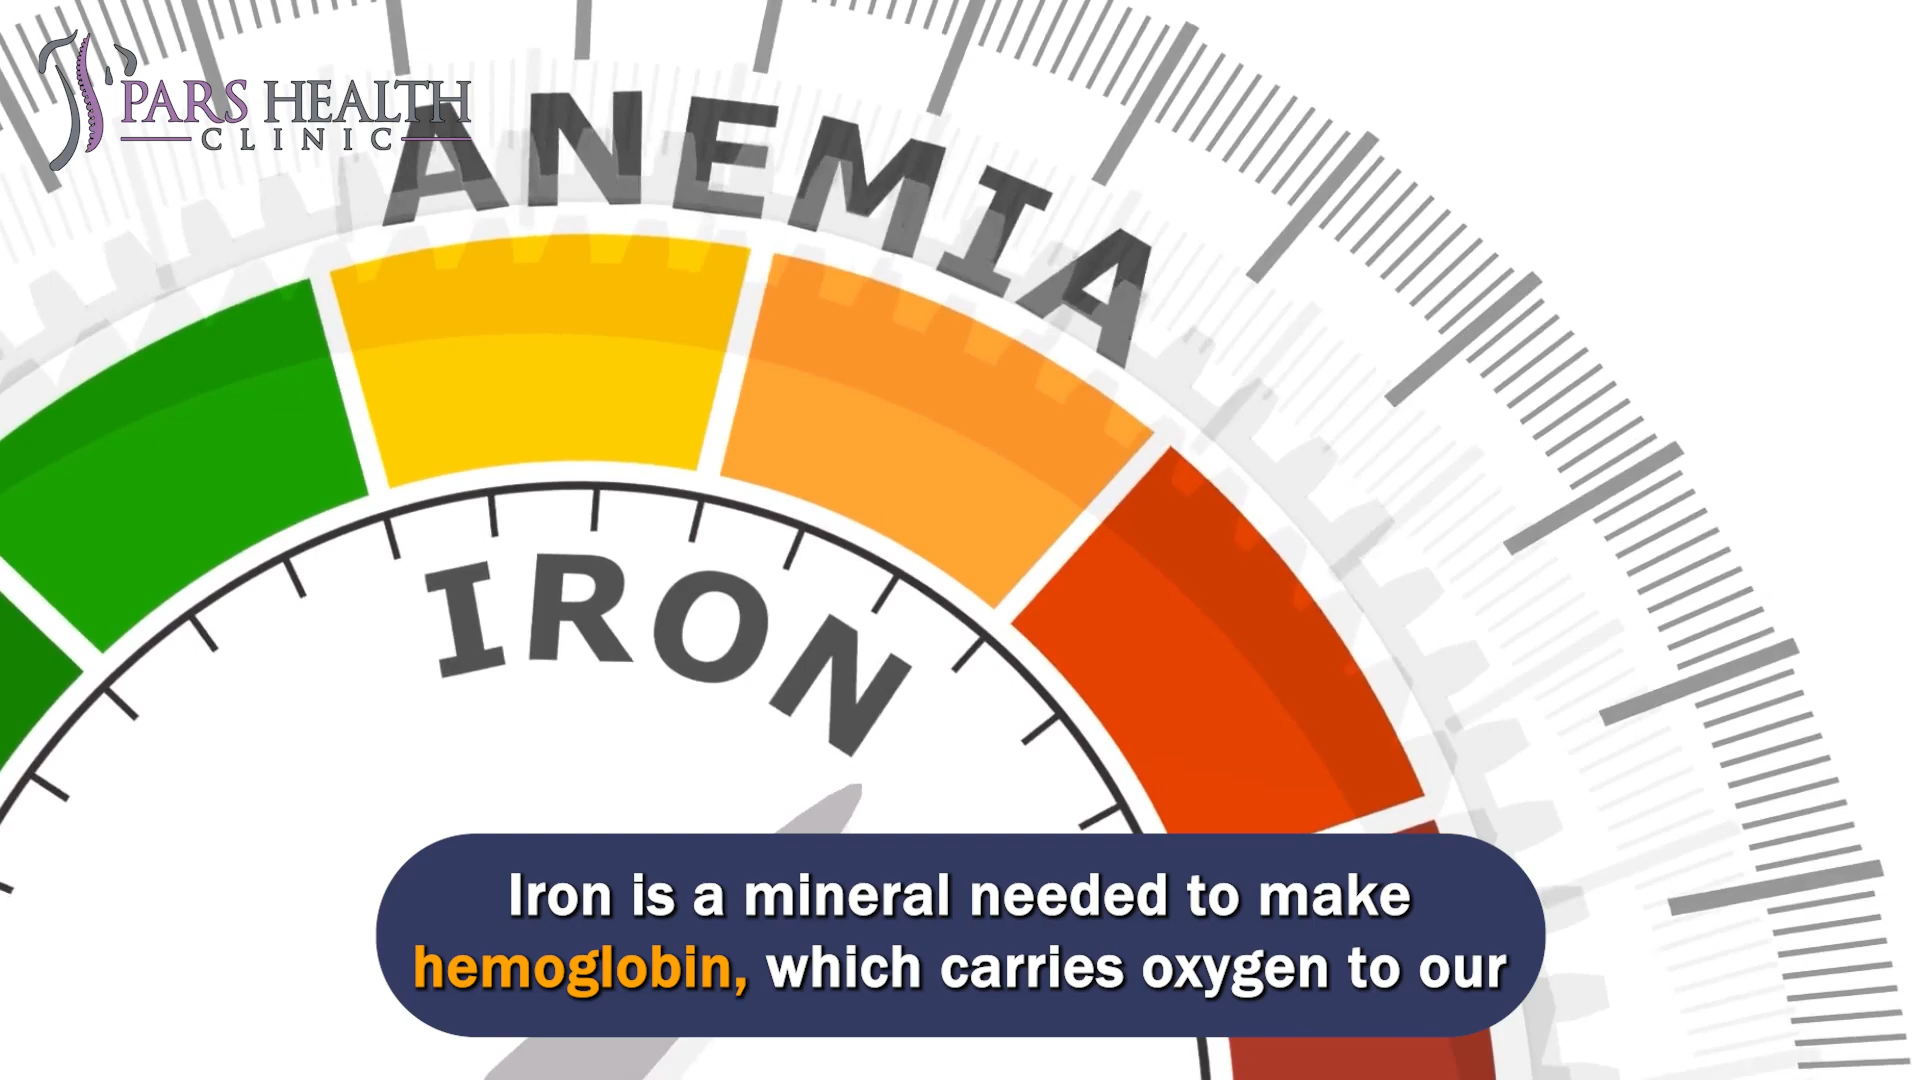 PARS HEALTH
CLINIC
ANEMIA
IRON
Iron is a mineral needed to make
hemoglobin, which carries oxygen to our